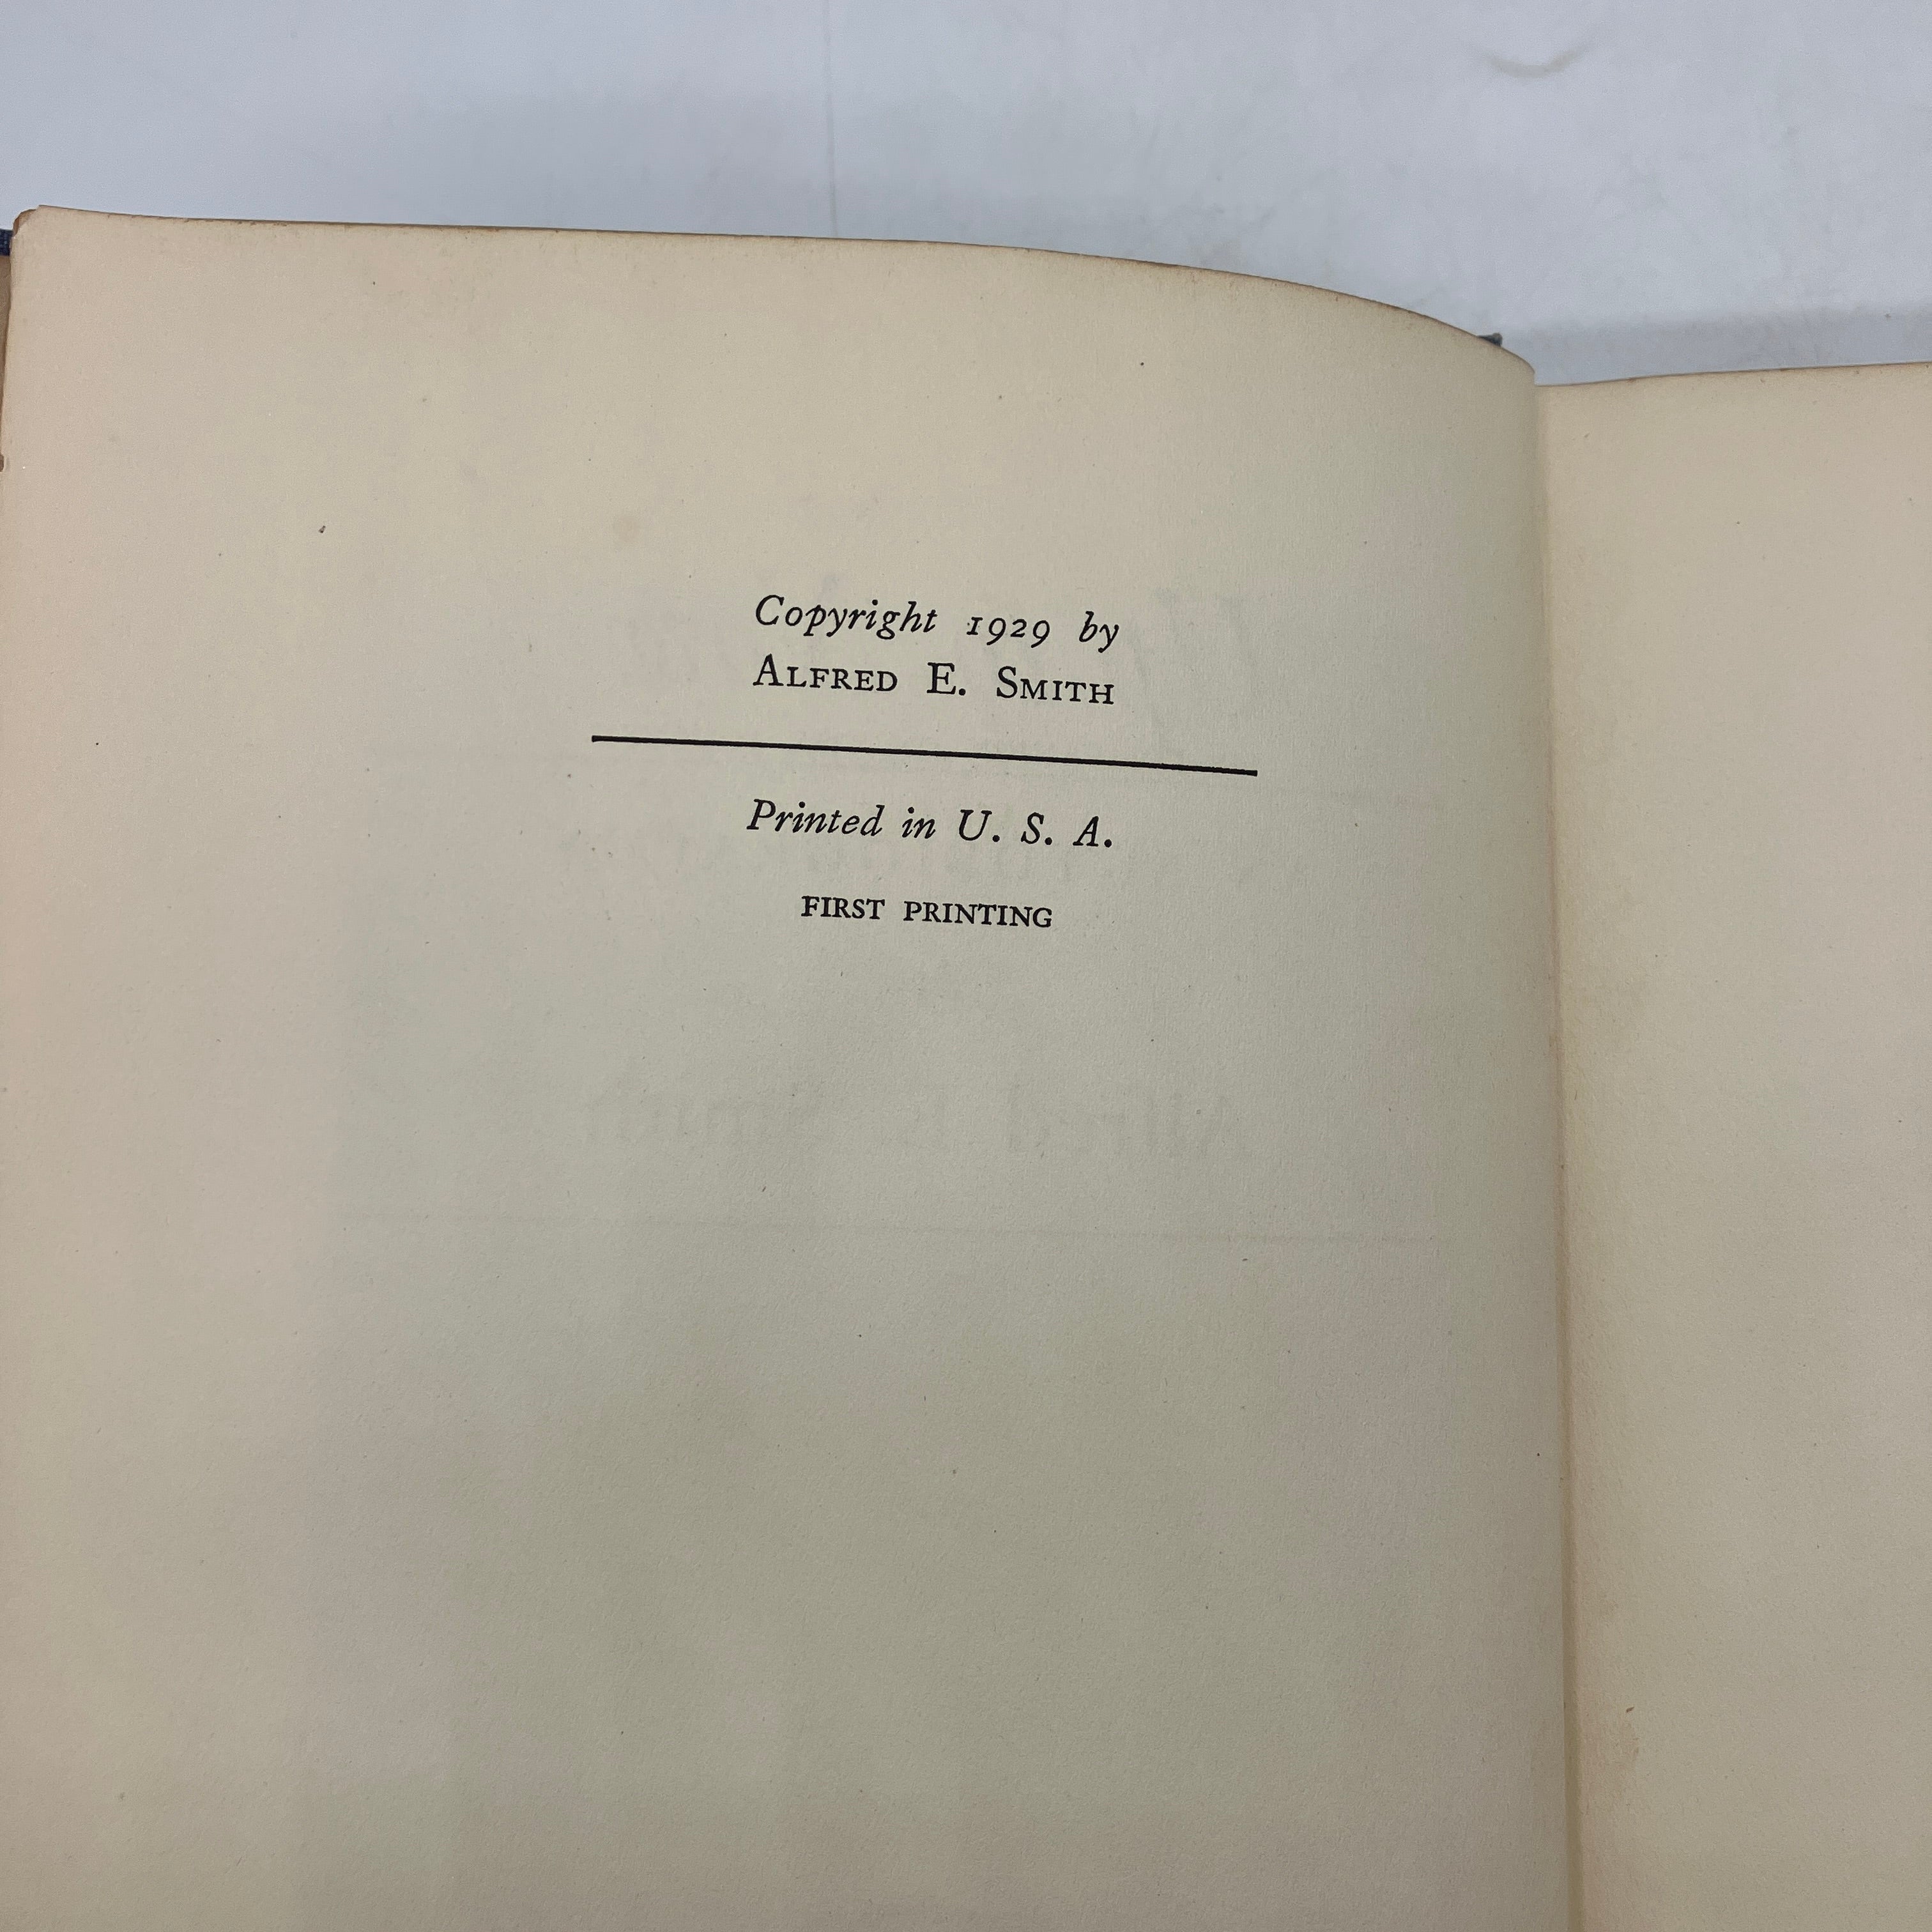 Copyright 1929 by
ALFRED E. SMITH
Printed in U. S. A.
FIRST PRINTING